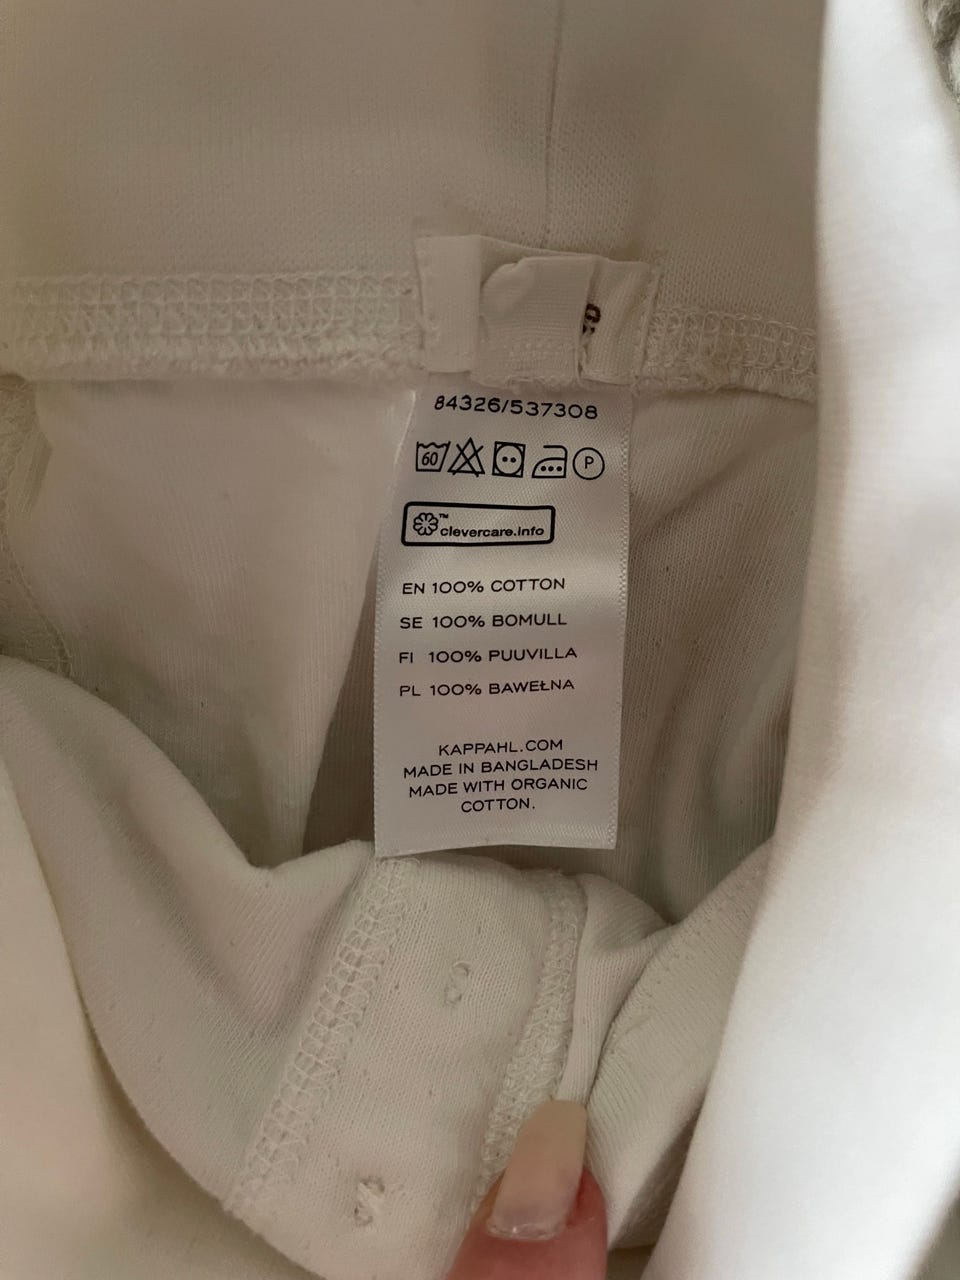 84326/537308
60 P
clevercare.info™
EN 100% COTTON
SE 100% BOMULL
FI 100% PUUVILLA
PL 100% BAWEŁNA
KAPPAHL.COM
MADE IN BANGLADESH
MADE WITH ORGANIC
COTTON.